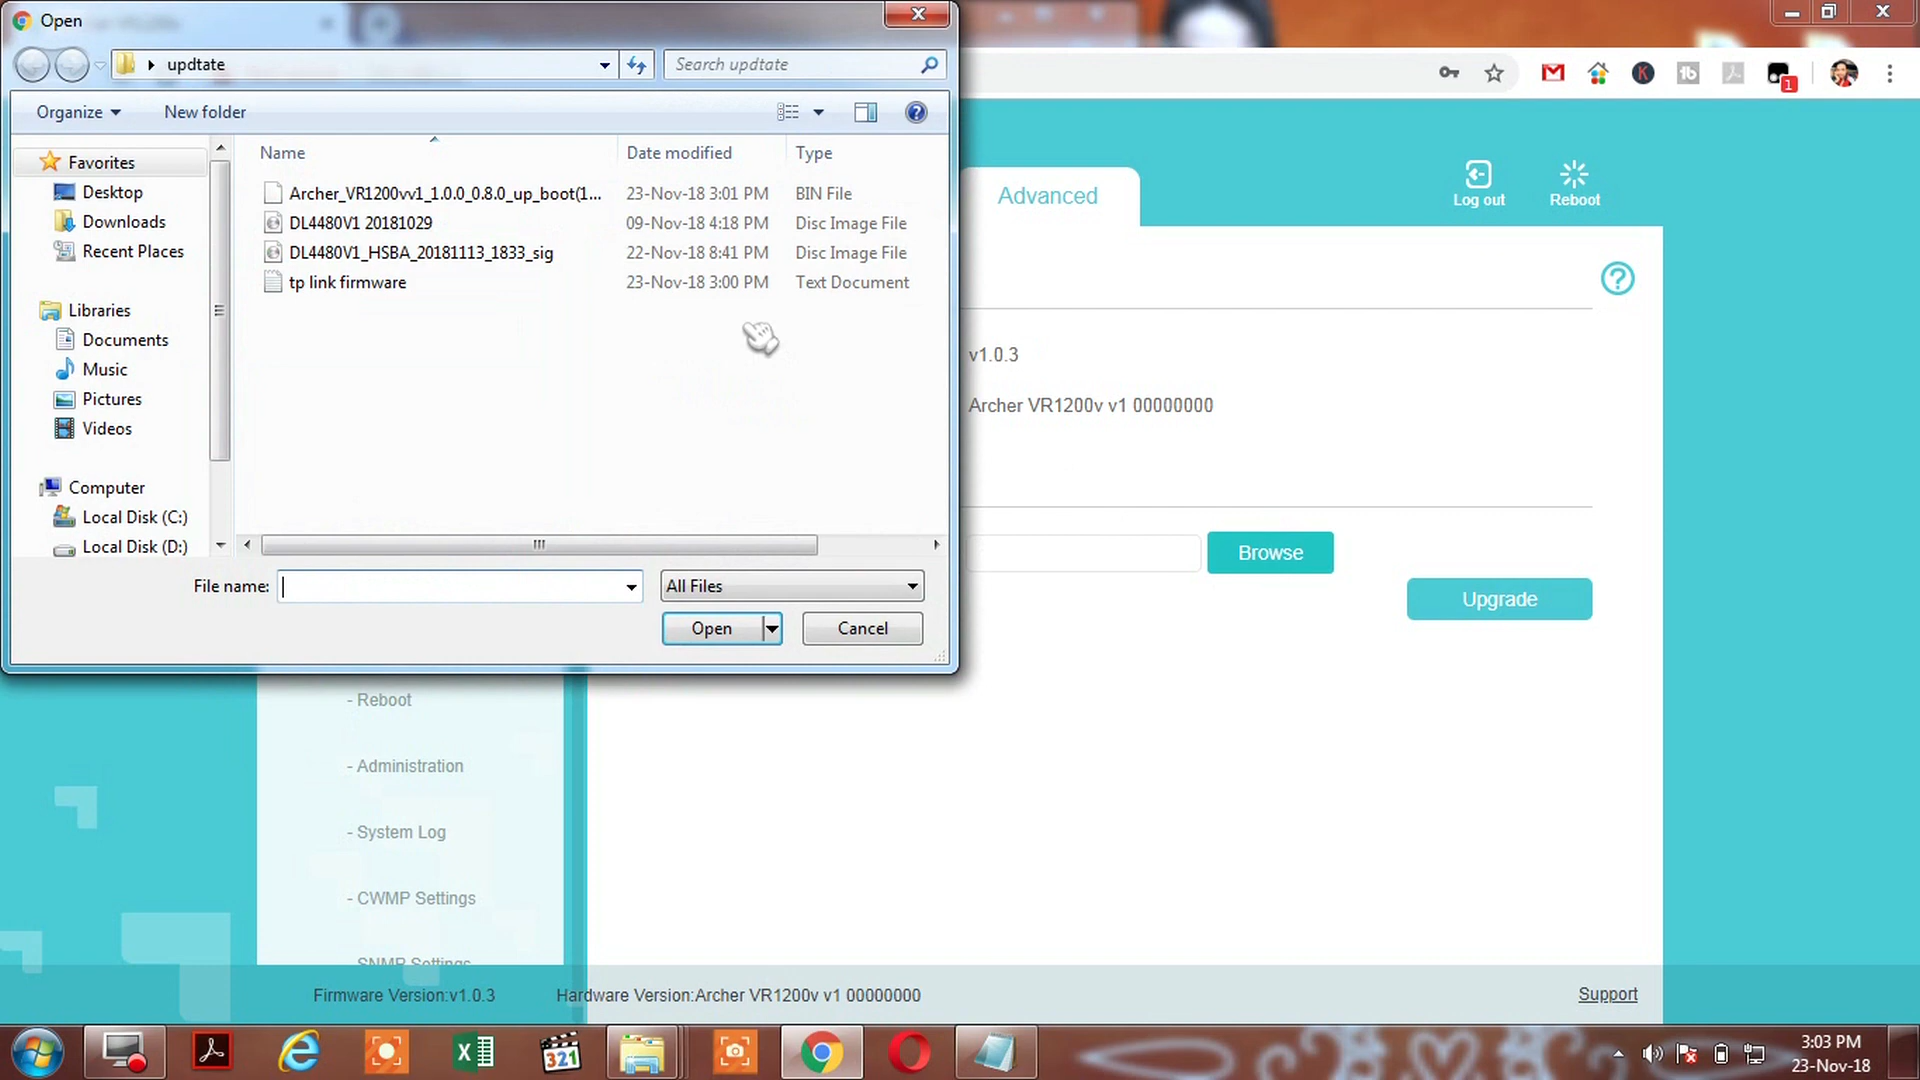 Open
updtate
Search updtate
Organize
New folder
Name
Date modified
Type
Favorites
Desktop
Downloads
Recent Places
Libraries
Documents
Music
Pictures
Videos
Computer
Local Disk (C:)
Local Disk (D:)
Archer_VR1200vv1_1.0.0_0.8.0_up_boot(1... 23-Nov-18 3:01 PM BIN File
DL4480V1 20181029 09-Nov-18 4:18 PM Disc Image File
DL4480V1_HSBA_20181113_1833_sig 22-Nov-18 8:41 PM Disc Image File
tp link firmware 23-Nov-18 3:00 PM Text Document
File name:
All Files
Open
Cancel
1
Advanced
Log out
Reboot
v1.0.3
Archer VR1200v v1 00000000
Browse
Upgrade
- Reboot
- Administration
- System Log
- CWMP Settings
SNMP Settings
Firmware Version:v1.0.3
Hardware Version:Archer VR1200v v1 00000000
Support
321
3:03 PM
23-Nov-18